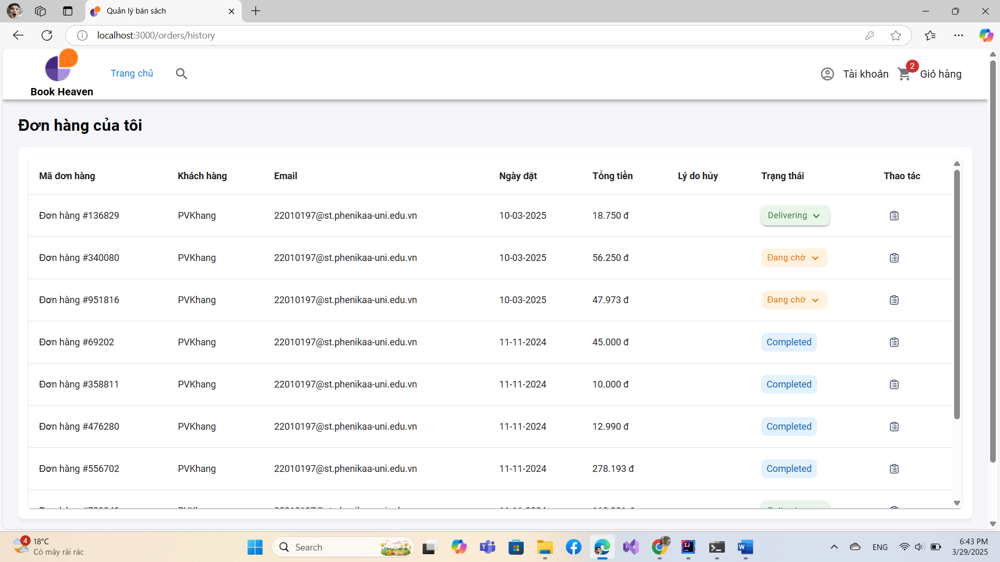 Quản lý bán sách
localhost:3000/orders/history
Book Heaven
Trang chủ
Tài khoản
2
Giỏ hàng
Đơn hàng của tôi
Mã đơn hàng Khách hàng Email Ngày đặt Tổng tiền Lý do hủy Trạng thái Thao tác
Đơn hàng #136829 PVKhang 22010197@st.phenikaa-uni.edu.vn 10-03-2025 18.750 đ Delivering
Đơn hàng #340080 PVKhang 22010197@st.phenikaa-uni.edu.vn 10-03-2025 56.250 đ Đang chờ
Đơn hàng #951816 PVKhang 22010197@st.phenikaa-uni.edu.vn 10-03-2025 47.973 đ Đang chờ
Đơn hàng #69202 PVKhang 22010197@st.phenikaa-uni.edu.vn 11-11-2024 45.000 đ Completed
Đơn hàng #358811 PVKhang 22010197@st.phenikaa-uni.edu.vn 11-11-2024 10.000 đ Completed
Đơn hàng #476280 PVKhang 22010197@st.phenikaa-uni.edu.vn 11-11-2024 12.990 đ Completed
Đơn hàng #556702 PVKhang 22010197@st.phenikaa-uni.edu.vn 11-11-2024 278.193 đ Completed
4
18°C
Có mây rải rác
Search
ENG
6:43 PM
3/29/2025